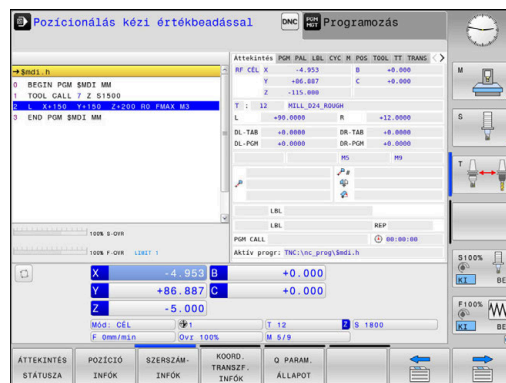 Pozícionálás kézi értékbeadással DNC PGM MGT Programozás
→$mdi.h
0 BEGIN PGM $MDI MM
1 TOOL CALL 7 Z S1500
2 L X+150 Y+150 Z+200 R0 FMAX M3
3 END PGM $MDI MM
100% S-OVR
100% F-OVR LIMIT 1
Áttekintés PGM PAL LBL CYC M POS TOOL TT TRANS
RF CÉL X -4.953 B +0.000
Y +86.887 C +0.000
Z -115.000
T : 12 MILL_D24_ROUGH
L +90.0000 R +12.0000
DL-TAB +0.0000 DR-TAB +0.0000
DL-PGM +0.0000 DR-PGM +0.0000
M5 M9
P#
P
LBL
LBL REP
PGM CALL 00:00:00
Aktív progr: TNC:\nc_prog\$mdi.h
X -4.953 B +0.000
Y +86.887 C +0.000
Z -5.000
Mód: CÉL 1 T 12 Z S 1800
F 0mm/min Ovr 100% M 5/9
M
S
T
S100%
KI BE
F100%
KI BE
ÁTTEKINTÉS STÁTUSZA
POZÍCIÓ INFÓK
SZERSZÁM- INFÓK
KOORD. TRANSZF. INFÓK
Q PARAM. ÁLLAPOT